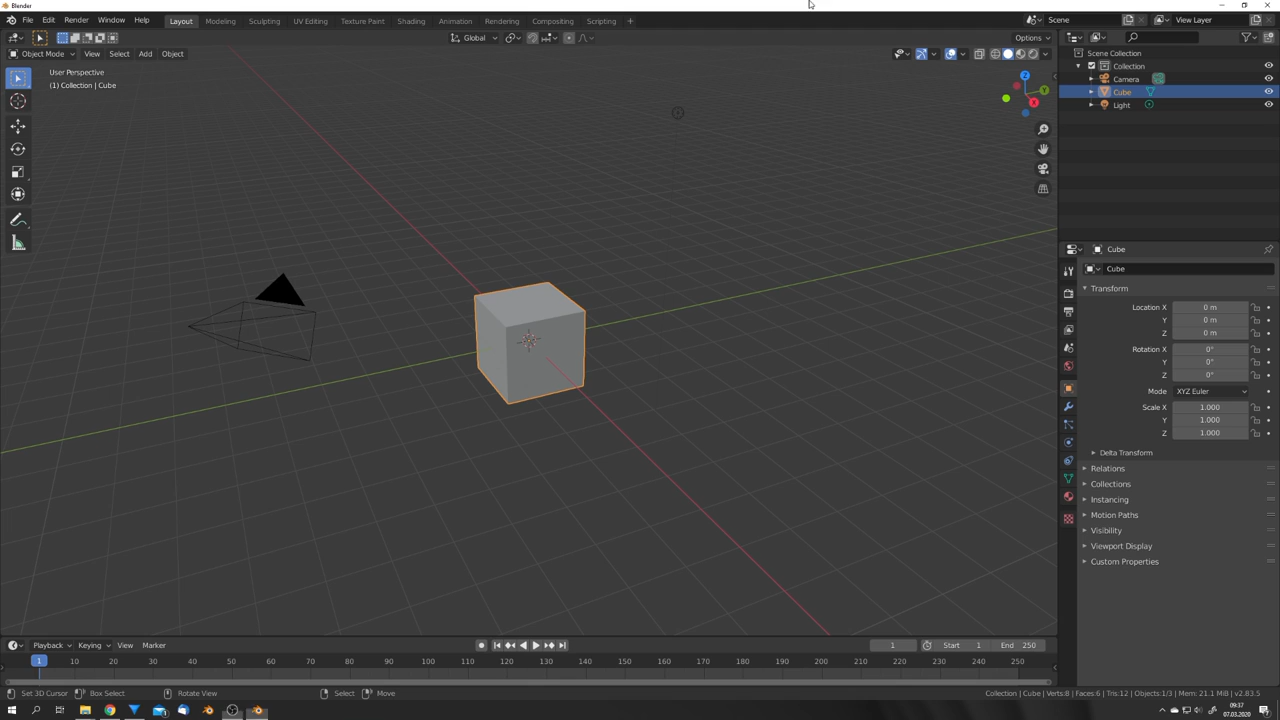 Blender
File Edit Render Window Help Layout Modeling Sculpting UV Editing Texture Paint Shading Animation Rendering Compositing Scripting + Scene View Layer
Global Options
Object Mode View Select Add Object
User Perspective
(1) Collection | Cube
Z
Y
X
Scene Collection
Collection
Camera
Cube
Light
Cube
Cube
Transform
Location X 0 m
Y 0 m
Z 0 m
Rotation X 0°
Y 0°
Z 0°
Mode XYZ Euler
Scale X 1.000
Y 1.000
Z 1.000
Delta Transform
Relations
Collections
Instancing
Motion Paths
Visibility
Viewport Display
Custom Properties
Playback Keying View Marker 1 Start 1 End 250
1 10 20 30 40 50 60 70 80 90 100 110 120 130 140 150 160 170 180 190 200 210 220 230 240 250
Set 3D Cursor Box Select Rotate View Select Move Collection | Cube | Verts:8 | Faces:6 | Tris:12 | Objects:1/3 | Mem: 21.1 MiB | v2.83.5
09:37
07.03.2020